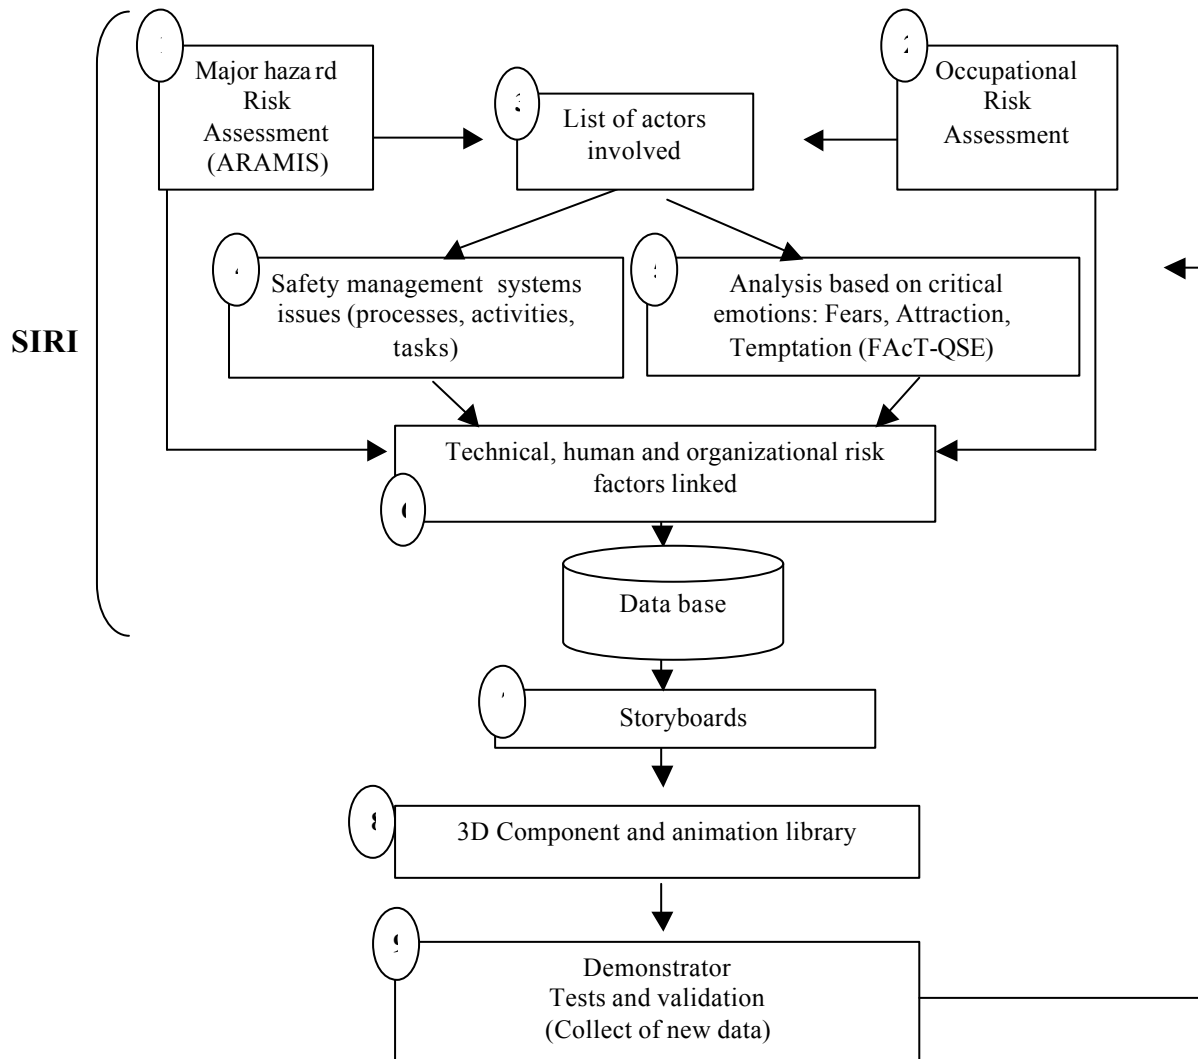 Major haza rd
Risk
Assessment
(ARAMIS)
List of actors
involved
Occupational
Risk
Assessment
Safety management systems
issues (processes, activities,
tasks)
Analysis based on critical
emotions: Fears, Attraction,
Temptation (FAcT-QSE)
SIRI
Technical, human and organizational risk
factors linked
Data base
Storyboards
8
3D Component and animation library
9
Demonstrator
Tests and validation
(Collect of new data)